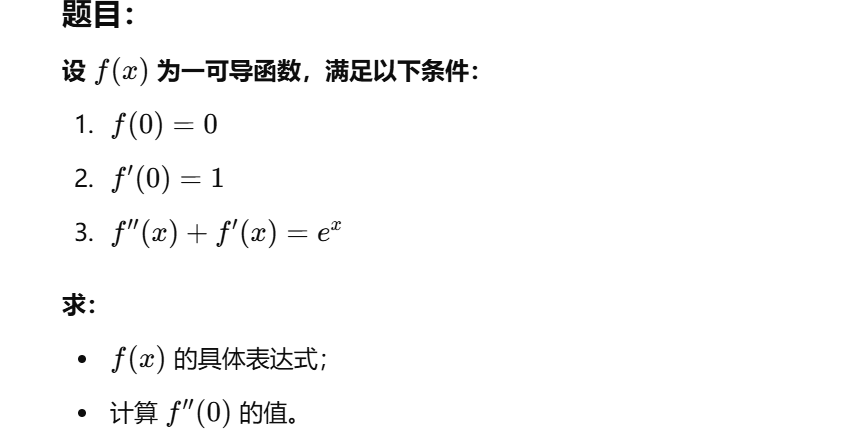 题目：
设 f(x) 为一可导函数，满足以下条件：
1. f(0) = 0
2. f′(0) = 1
3. f″(x) + f′(x) = eˣ
求：
• f(x) 的具体表达式；
• 计算 f″(0) 的值。